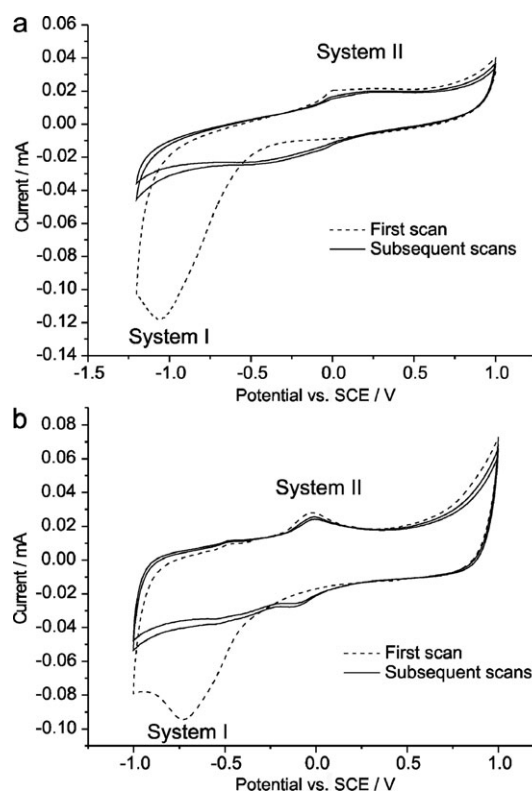 a
0.06
0.04
0.02
0.00
-0.02
-0.04
-0.06
-0.08
-0.10
-0.12
-0.14
Current / mA
System II
First scan
Subsequent scans
System I
-1.5 -1.0 -0.5 0.0 0.5 1.0
Potential vs. SCE / V
b
0.08
0.06
0.04
0.02
0.00
-0.02
-0.04
-0.06
-0.08
-0.10
Current / mA
System II
First scan
Subsequent scans
System I
-1.0 -0.5 0.0 0.5 1.0
Potential vs. SCE / V